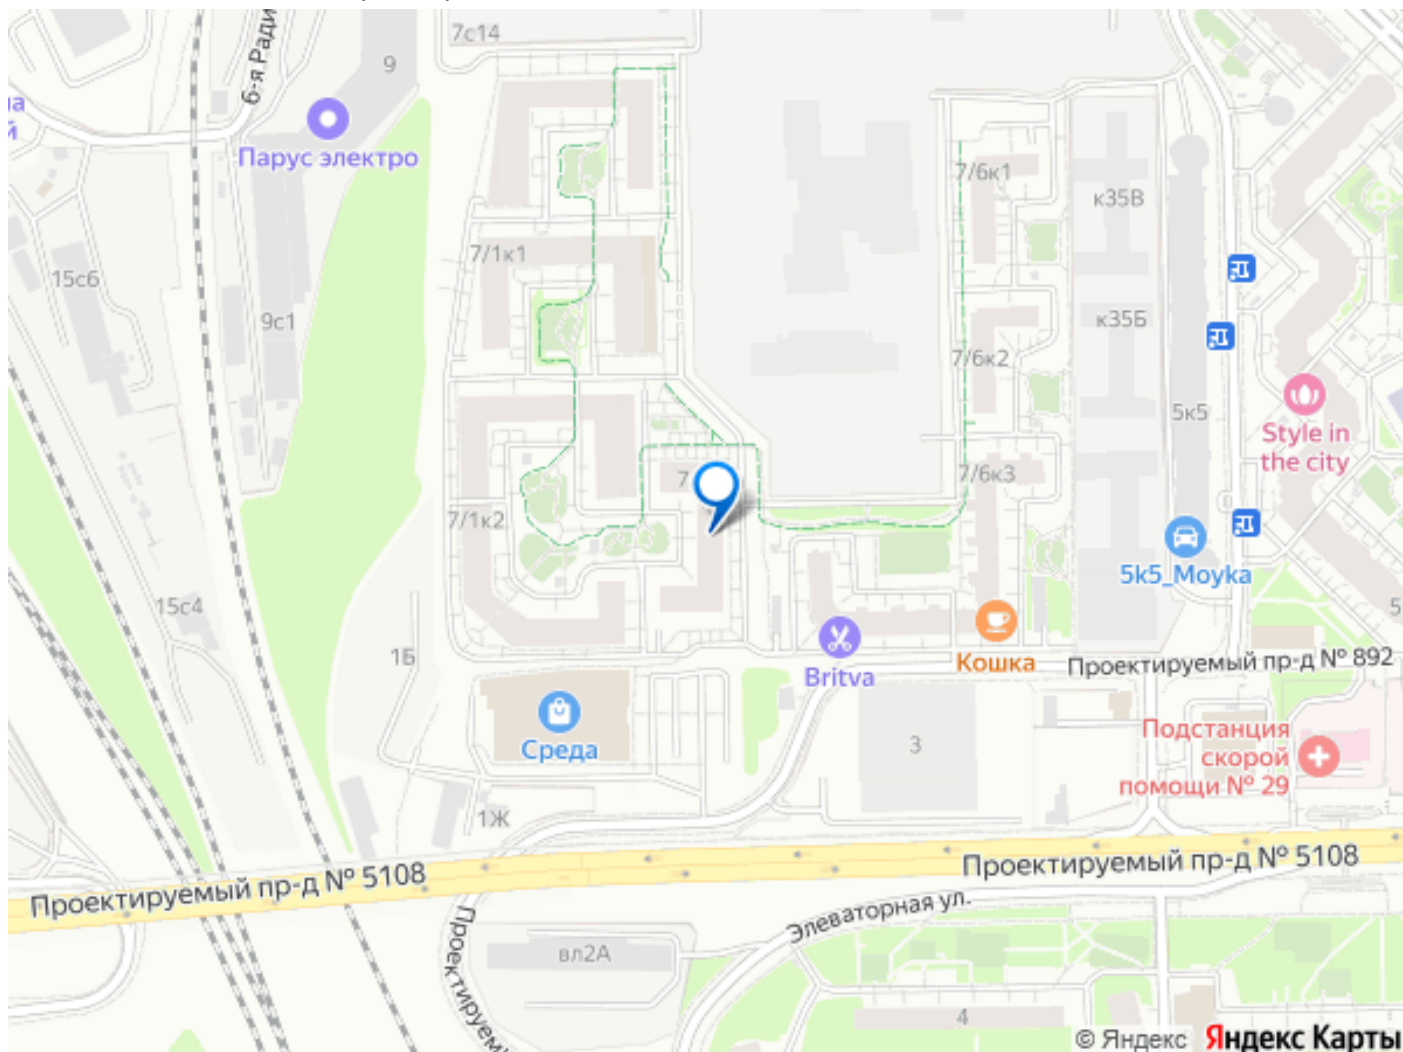 7с14
9
6-я Ради
Парус электро
7/6к1
к35В
7/1к1
15с6
9с1
к35Б
7/6к2
5к5
Style in
the city
7
7/6к3
7/1к2
5k5_Moyka
15с4
5
1Б
Britva
Кошка
Проектируемый пр-д № 892
Среда
3
Подстанция
скорой
помощи № 29
1Ж
Проектируемый пр-д № 5108
Проектируемый пр-д № 5108
Элеваторная ул.
Проектируем
вл2А
4
© Яндекс Яндекс Карты